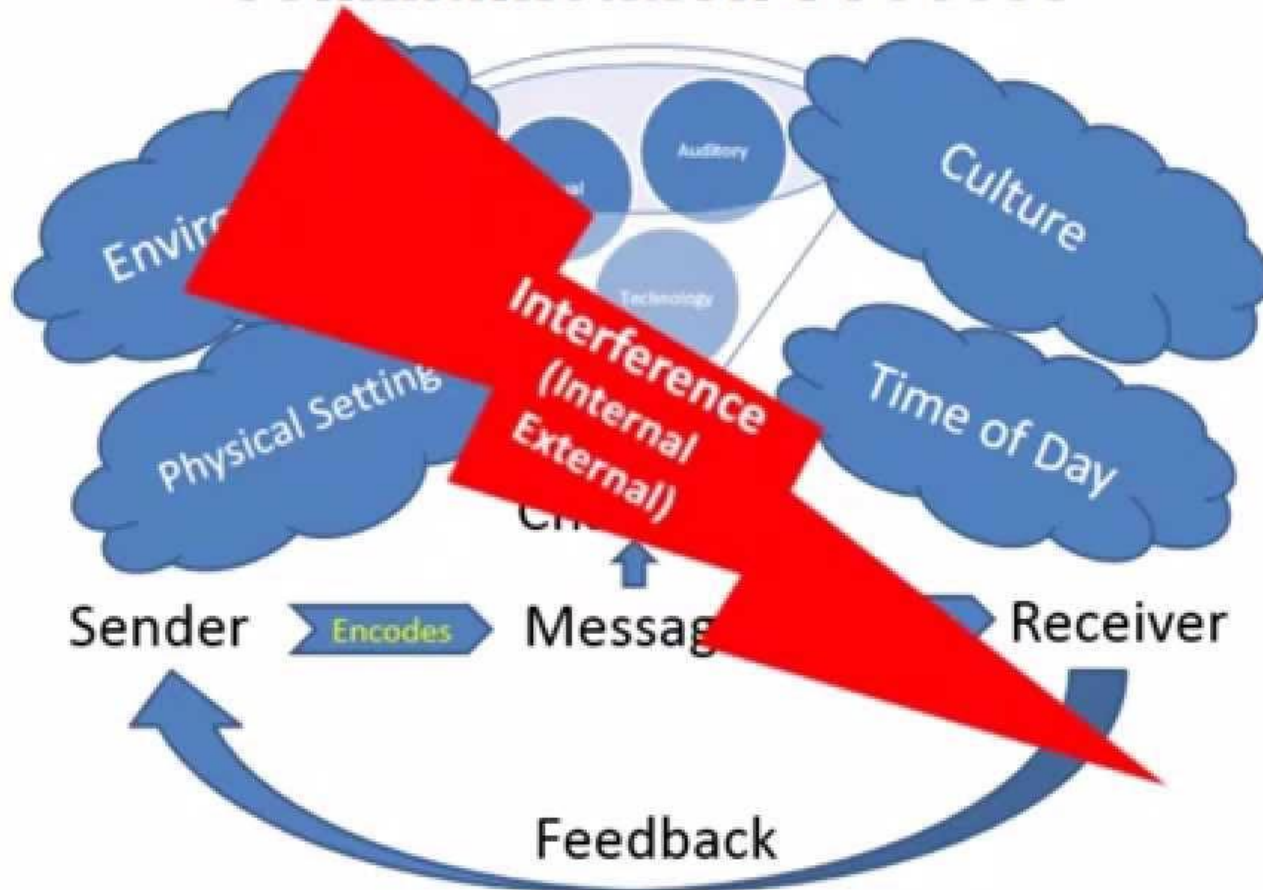 Auditory
Culture
Technology
Interference
(Internal
External)
Physical Setting
Time of Day
Sender
Encodes
Receiver
Feedback